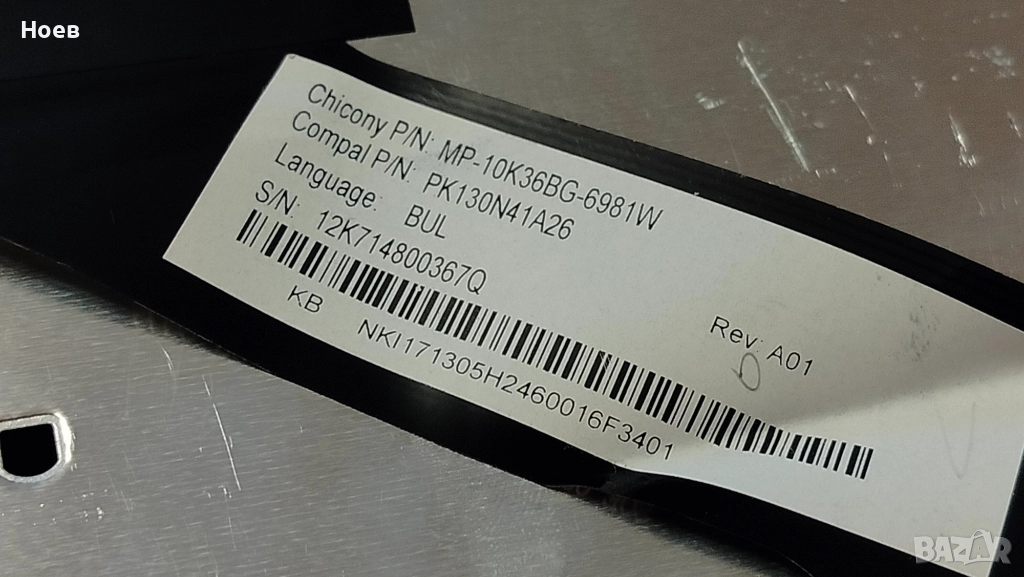 Ноев
Chicony P/N: MP-10K36BG-6981W
Compal P/N: PK130N41A26
Language: BUL
S/N: 12K714800367Q
Rev: A01
KB NKI171305H2460016F3401
BAZAR